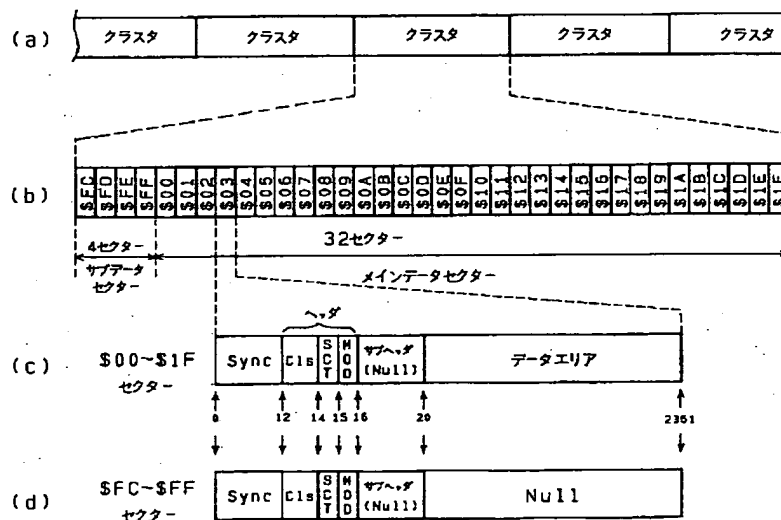 (a) クラスタ クラスタ クラスタ クラスタ クラスタ
(b) $FC $FD $FE $FF $00 $01 $02 $03 $04 $05 $06 $07 $08 $09 $0A $0B $0C $0D $0E $0F $10 $11 $12 $13 $14 $15 $16 $17 $18 $19 $1A $1B $1C $1D $1E $1F
4セクター 32セクター
サブデータ
セクター
メインデータセクター
ヘッダ
(c) $00~$1F
セクター
Sync Cls SCT MOD サブヘッダ
(Null)
データエリア
0 12 14 15 16 20 2351
(d) $FC~$FF
セクター
Sync Cls SCT MOD サブヘッダ
(Null)
Null